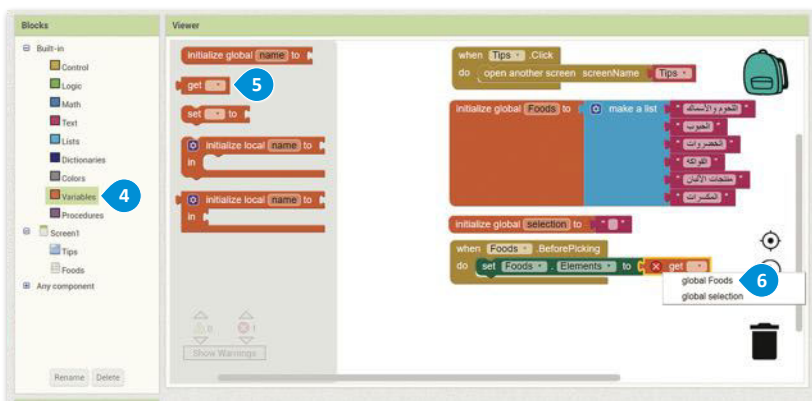 Blocks
Viewer
Built-in
Control
Logic
Math
Text
Lists
Dictionaries
Colors
Variables
4
Procedures
Screen1
Tips
Foods
Any component
Rename Delete
initialize global name to
get
5
set to
initialize local name to
in
initialize local name to
in
0 1
Show Warnings
when Tips .Click
do open another screen screenName Tips
initialize global Foods to make a list " اللحوم والأسماك "
" الحبوب "
" الخضروات "
" الفواكه "
" منتجات الألبان "
" المكسرات "
initialize global selection to " "
when Foods .BeforePicking
do set Foods . Elements to get
global Foods
6
global selection